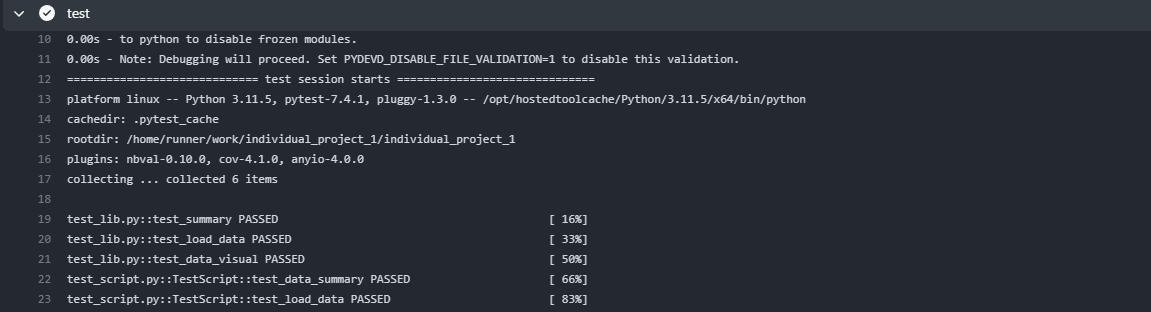 test
10 0.00s - to python to disable frozen modules.
11 0.00s - Note: Debugging will proceed. Set PYDEVD_DISABLE_FILE_VALIDATION=1 to disable this validation.
12 ============================= test session starts ==============================
13 platform linux -- Python 3.11.5, pytest-7.4.1, pluggy-1.3.0 -- /opt/hostedtoolcache/Python/3.11.5/x64/bin/python
14 cachedir: .pytest_cache
15 rootdir: /home/runner/work/individual_project_1/individual_project_1
16 plugins: nbval-0.10.0, cov-4.1.0, anyio-4.0.0
17 collecting ... collected 6 items
18
19 test_lib.py::test_summary PASSED [ 16%]
20 test_lib.py::test_load_data PASSED [ 33%]
21 test_lib.py::test_data_visual PASSED [ 50%]
22 test_script.py::TestScript::test_data_summary PASSED [ 66%]
23 test_script.py::TestScript::test_load_data PASSED [ 83%]